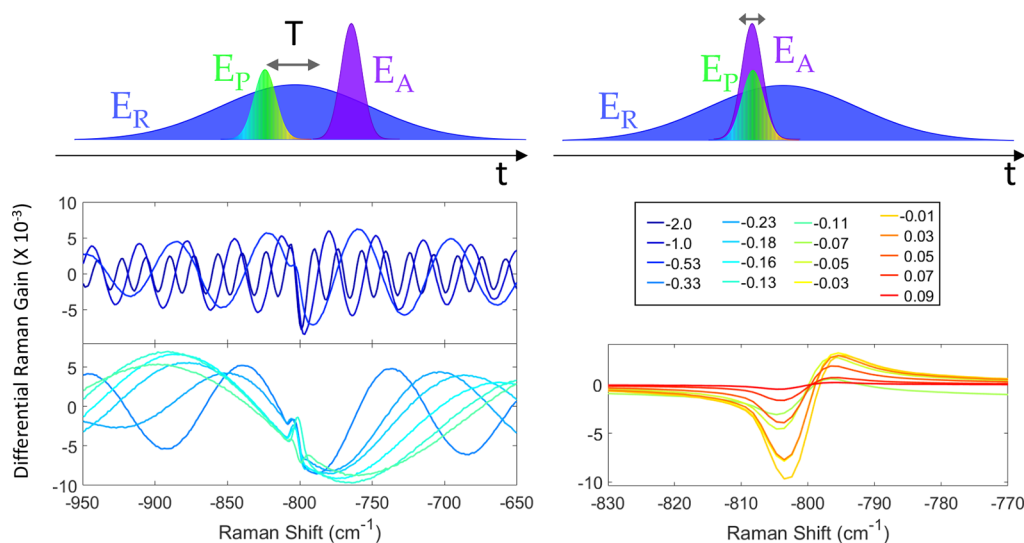 T
E_P
E_A
E_R
t
E_P
E_A
E_R
t
Differential Raman Gain (X 10⁻³)
10
5
0
-5
5
0
-5
-10
-950 -900 -850 -800 -750 -700 -650
Raman Shift (cm⁻¹)
-2.0 -0.23 -0.11 -0.01
-1.0 -0.18 -0.07 0.03
-0.53 -0.16 -0.05 0.05
-0.33 -0.13 -0.03 0.07
0.09
0
-5
-10
-830 -820 -810 -800 -790 -780 -770
Raman Shift (cm⁻¹)